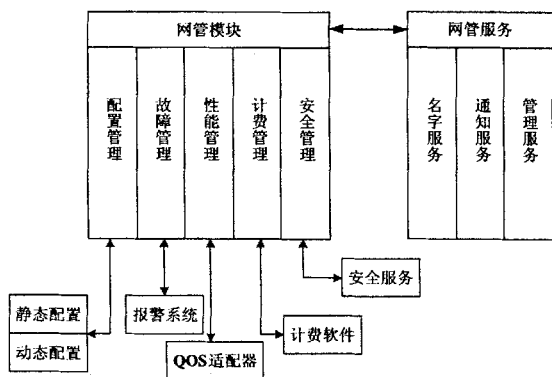 网管模块
网管服务
配置管理
故障管理
性能管理
计费管理
安全管理
名字服务
通知服务
管理服务
安全服务
静态配置
动态配置
报警系统
计费软件
QOS适配器